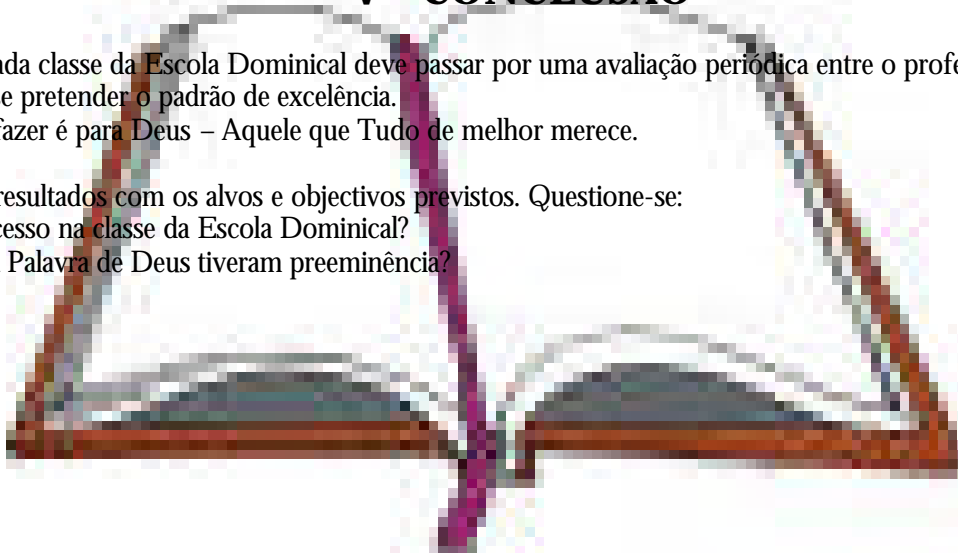 V – CONCLUSÃO
da classe da Escola Dominical deve passar por uma avaliação periódica entre o
e pretender o padrão de excelência.
fazer é para Deus – Aquele que Tudo de melhor merece.
resultados com os alvos e objectivos previstos. Questione-se:
cesso na classe da Escola Dominical?
Palavra de Deus tiveram preeminência?